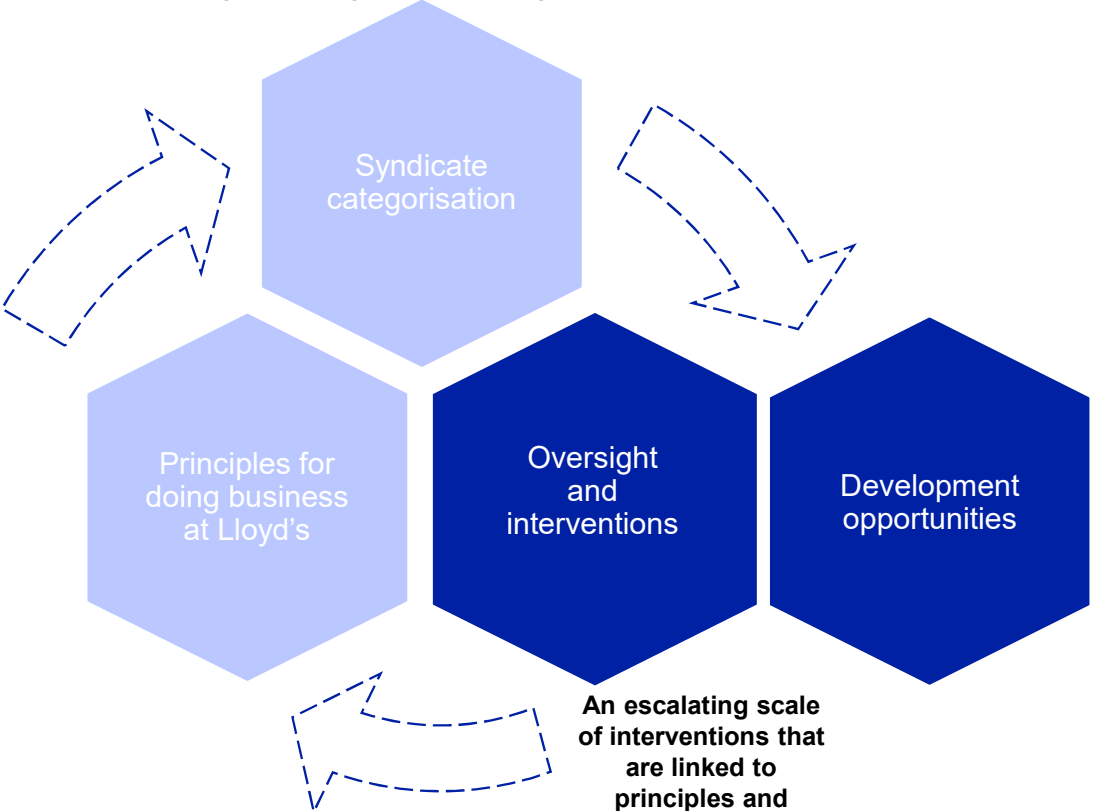 Syndicate
categorisation
Principles for
doing business
at Lloyd's
Oversight
and
interventions
Development
opportunities
An escalating scale
of interventions that
are linked to
principles and